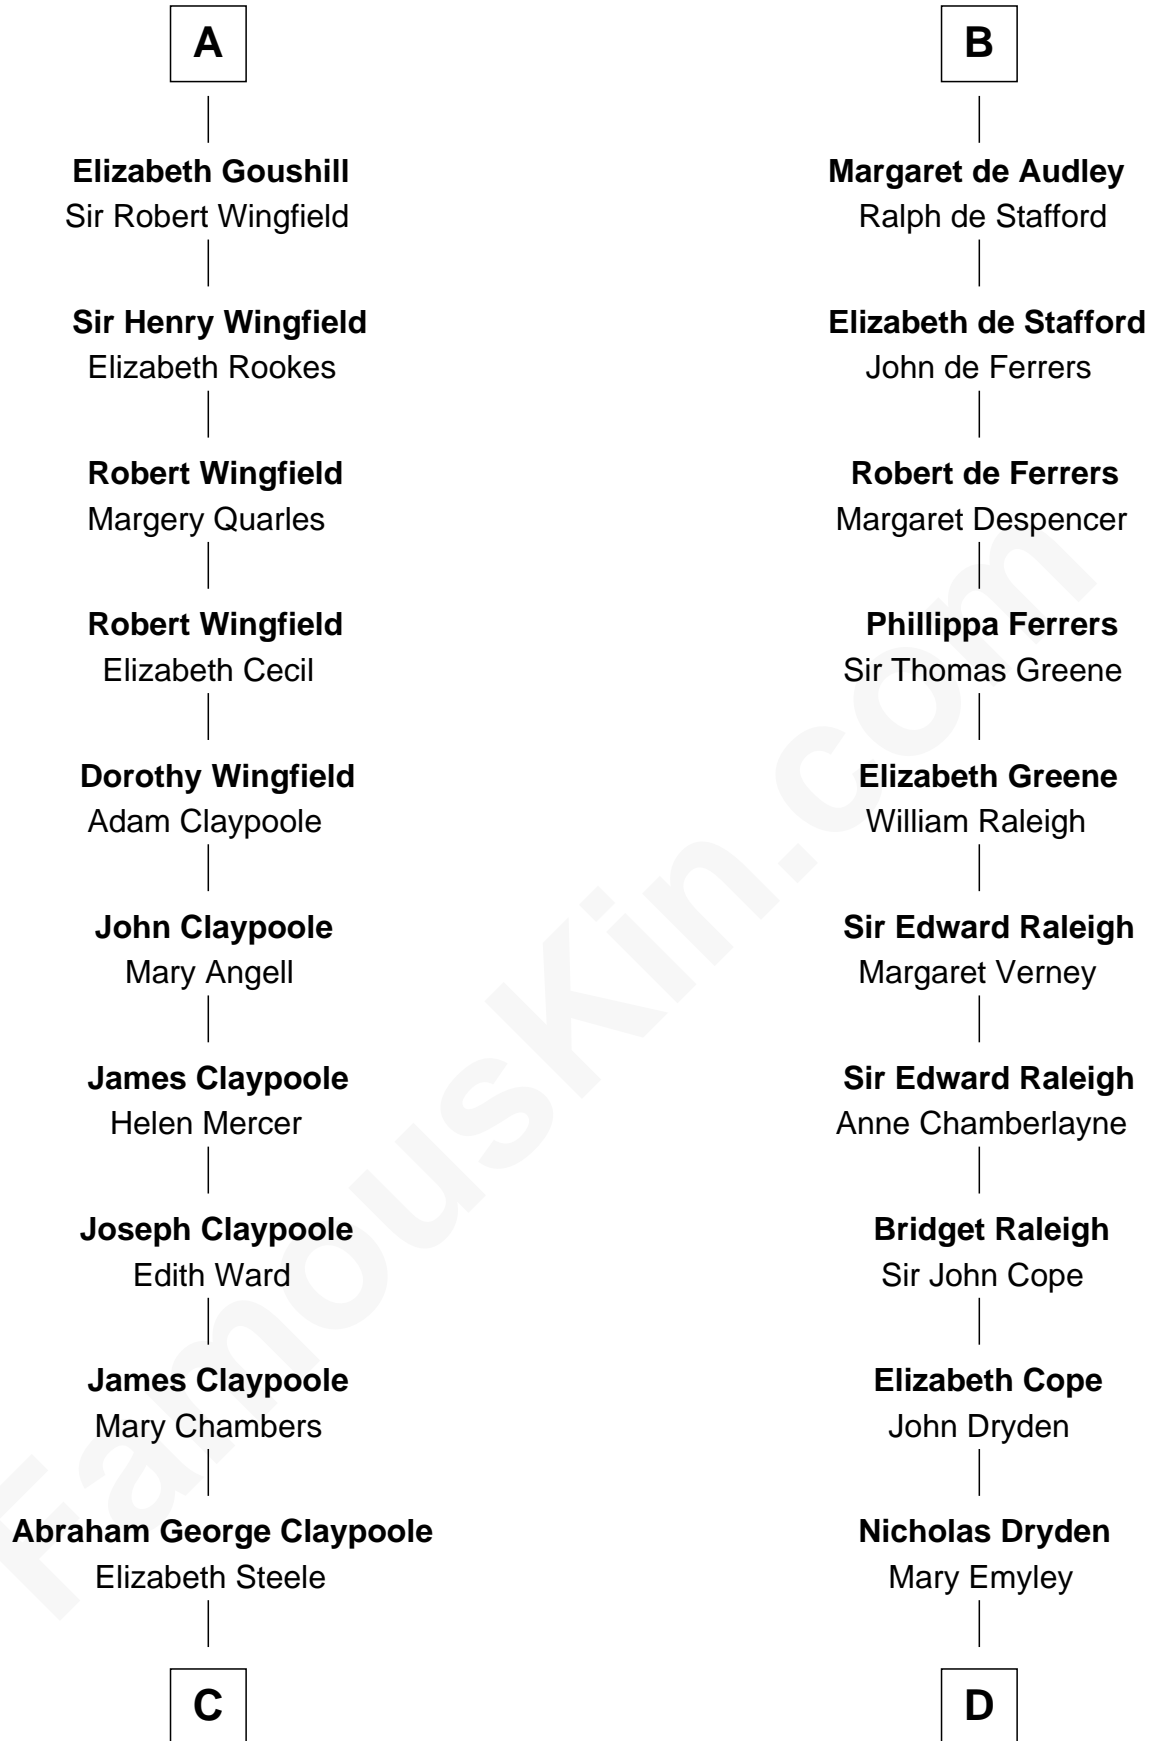 A
Elizabeth Goushill
Sir Robert Wingfield
Sir Henry Wingfield
Elizabeth Rookes
Robert Wingfield
Margery Quarles
Robert Wingfield
Elizabeth Cecil
Dorothy Wingfield
Adam Claypoole
John Claypoole
Mary Angell
James Claypoole
Helen Mercer
Joseph Claypoole
Edith Ward
James Claypoole
Mary Chambers
Abraham George Claypoole
Elizabeth Steele
C
B
Margaret de Audley
Ralph de Stafford
Elizabeth de Stafford
John de Ferrers
Robert de Ferrers
Margaret Despencer
Phillippa Ferrers
Sir Thomas Greene
Elizabeth Greene
William Raleigh
Sir Edward Raleigh
Margaret Verney
Sir Edward Raleigh
Anne Chamberlayne
Bridget Raleigh
Sir John Cope
Elizabeth Cope
John Dryden
Nicholas Dryden
Mary Emyley
D
FamousKin.com